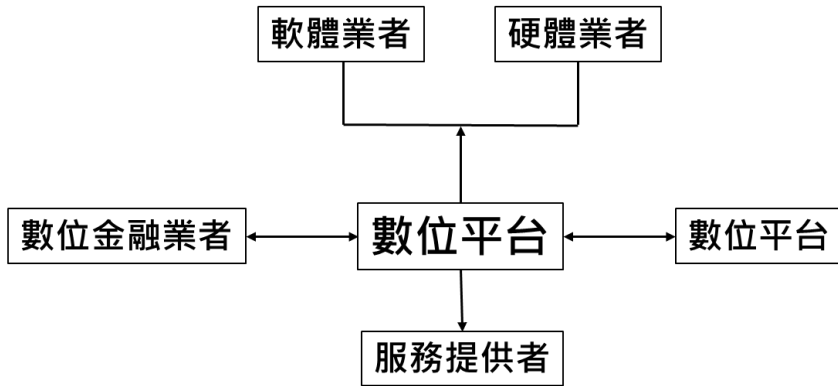 軟體業者
硬體業者
數位金融業者
數位平台
數位平台
服務提供者